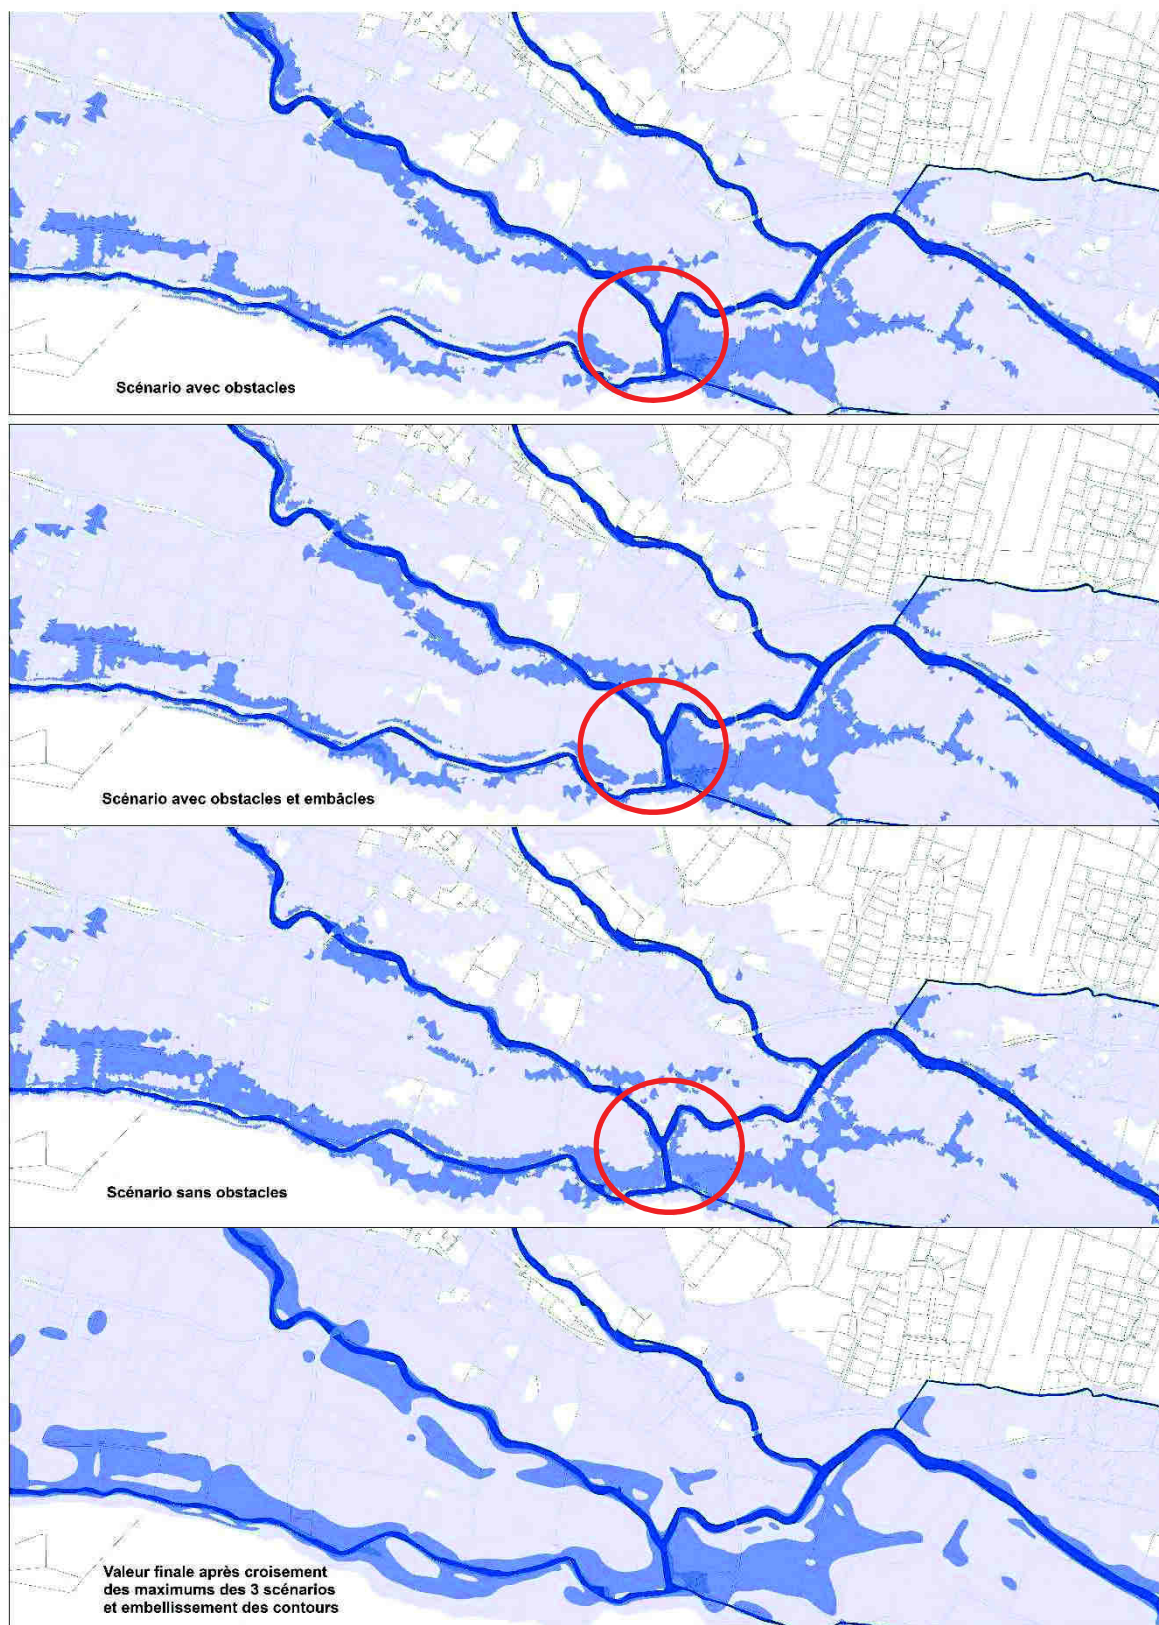 Scénario avec obstacles
Scénario avec obstacles et embâcles
Scénario sans obstacles
Valeur finale après croisement
des maximums des 3 scénarios
et embellissement des contours